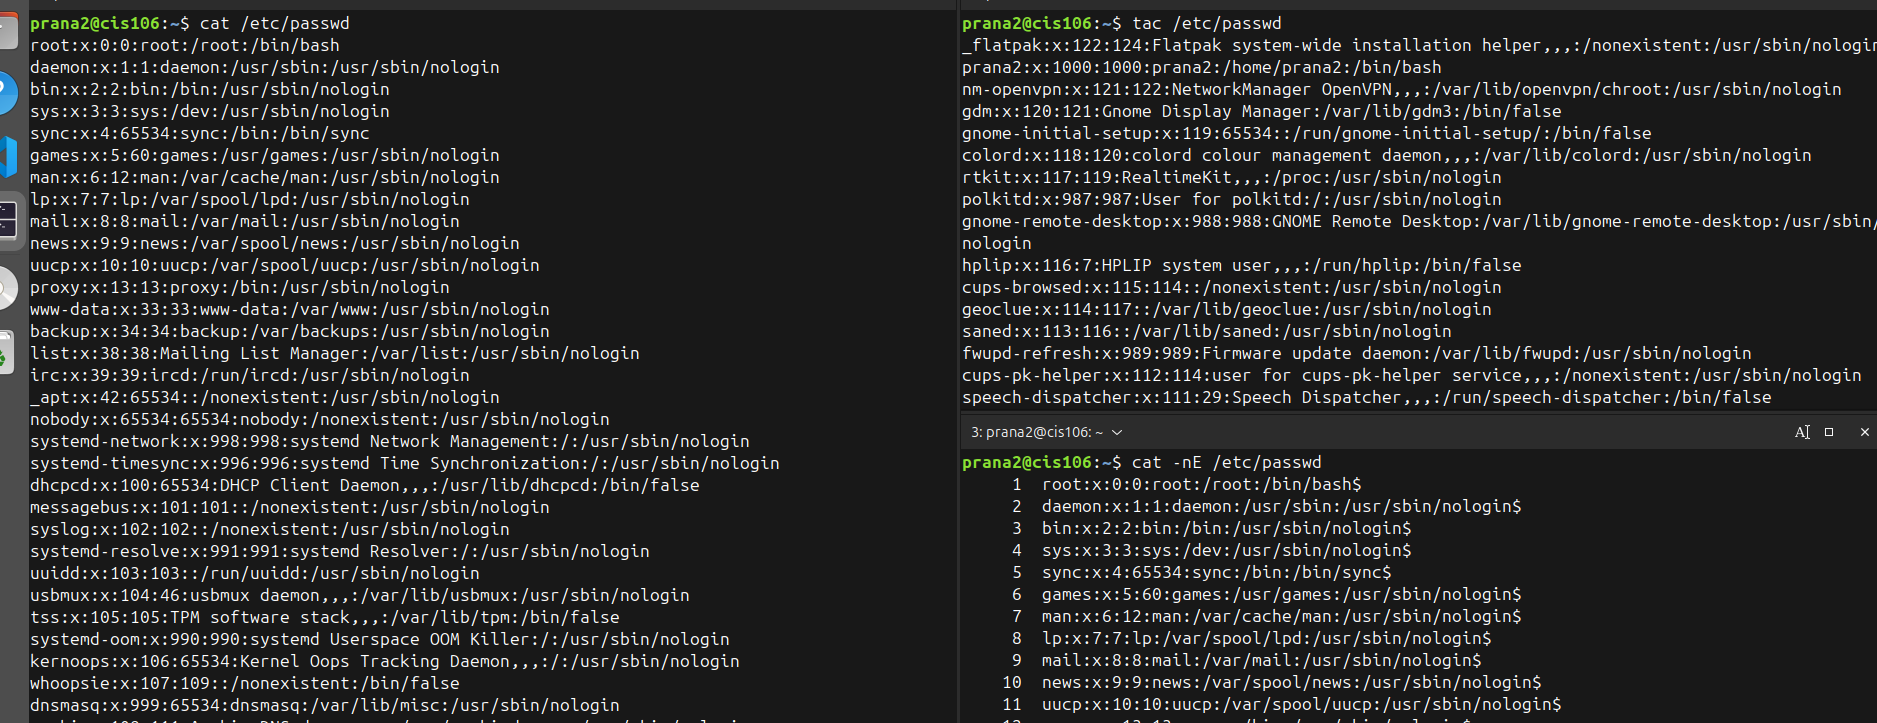 prana2@cis106:~$ cat /etc/passwd
root:x:0:0:root:/root:/bin/bash
daemon:x:1:1:daemon:/usr/sbin:/usr/sbin/nologin
bin:x:2:2:bin:/bin:/usr/sbin/nologin
sys:x:3:3:sys:/dev:/usr/sbin/nologin
sync:x:4:65534:sync:/bin:/bin/sync
games:x:5:60:games:/usr/games:/usr/sbin/nologin
man:x:6:12:man:/var/cache/man:/usr/sbin/nologin
lp:x:7:7:lp:/var/spool/lpd:/usr/sbin/nologin
mail:x:8:8:mail:/var/mail:/usr/sbin/nologin
news:x:9:9:news:/var/spool/news:/usr/sbin/nologin
uucp:x:10:10:uucp:/var/spool/uucp:/usr/sbin/nologin
proxy:x:13:13:proxy:/bin:/usr/sbin/nologin
www-data:x:33:33:www-data:/var/www:/usr/sbin/nologin
backup:x:34:34:backup:/var/backups:/usr/sbin/nologin
list:x:38:38:Mailing List Manager:/var/list:/usr/sbin/nologin
irc:x:39:39:ircd:/run/ircd:/usr/sbin/nologin
_apt:x:42:65534::/nonexistent:/usr/sbin/nologin
nobody:x:65534:65534:nobody:/nonexistent:/usr/sbin/nologin
systemd-network:x:998:998:systemd Network Management:/:/usr/sbin/nologin
systemd-timesync:x:996:996:systemd Time Synchronization:/:/usr/sbin/nologin
dhcpcd:x:100:65534:DHCP Client Daemon,,,:/usr/lib/dhcpcd:/bin/false
messagebus:x:101:101::/nonexistent:/usr/sbin/nologin
syslog:x:102:102::/nonexistent:/usr/sbin/nologin
systemd-resolve:x:991:991:systemd Resolver:/:/usr/sbin/nologin
uuidd:x:103:103::/run/uuidd:/usr/sbin/nologin
usbmux:x:104:46:usbmux daemon,,,:/var/lib/usbmux:/usr/sbin/nologin
tss:x:105:105:TPM software stack,,,:/var/lib/tpm:/bin/false
systemd-oom:x:990:990:systemd Userspace OOM Killer:/:/usr/sbin/nologin
kernoops:x:106:65534:Kernel Oops Tracking Daemon,,,:/:/usr/sbin/nologin
whoopsie:x:107:109::/nonexistent:/bin/false
dnsmasq:x:999:65534:dnsmasq:/var/lib/misc:/usr/sbin/nologin
prana2@cis106:~$ tac /etc/passwd
_flatpak:x:122:124:Flatpak system-wide installation helper,,,:/nonexistent:/usr/sbin/nologin
prana2:x:1000:1000:prana2:/home/prana2:/bin/bash
nm-openvpn:x:121:122:NetworkManager OpenVPN,,,:/var/lib/openvpn/chroot:/usr/sbin/nologin
gdm:x:120:121:Gnome Display Manager:/var/lib/gdm3:/bin/false
gnome-initial-setup:x:119:65534::/run/gnome-initial-setup/:/bin/false
colord:x:118:120:colord colour management daemon,,,:/var/lib/colord:/usr/sbin/nologin
rtkit:x:117:119:RealtimeKit,,,:/proc:/usr/sbin/nologin
polkitd:x:987:987:User for polkitd:/:/usr/sbin/nologin
gnome-remote-desktop:x:988:988:GNOME Remote Desktop:/var/lib/gnome-remote-desktop:/usr/sbin/
nologin
hplip:x:116:7:HPLIP system user,,,:/run/hplip:/bin/false
cups-browsed:x:115:114::/nonexistent:/usr/sbin/nologin
geoclue:x:114:117::/var/lib/geoclue:/usr/sbin/nologin
saned:x:113:116::/var/lib/saned:/usr/sbin/nologin
fwupd-refresh:x:989:989:Firmware update daemon:/var/lib/fwupd:/usr/sbin/nologin
cups-pk-helper:x:112:114:user for cups-pk-helper service,,,:/nonexistent:/usr/sbin/nologin
speech-dispatcher:x:111:29:Speech Dispatcher,,,:/run/speech-dispatcher:/bin/false
3: prana2@cis106: ~
prana2@cis106:~$ cat -nE /etc/passwd
1 root:x:0:0:root:/root:/bin/bash$
2 daemon:x:1:1:daemon:/usr/sbin:/usr/sbin/nologin$
3 bin:x:2:2:bin:/bin:/usr/sbin/nologin$
4 sys:x:3:3:sys:/dev:/usr/sbin/nologin$
5 sync:x:4:65534:sync:/bin:/bin/sync$
6 games:x:5:60:games:/usr/games:/usr/sbin/nologin$
7 man:x:6:12:man:/var/cache/man:/usr/sbin/nologin$
8 lp:x:7:7:lp:/var/spool/lpd:/usr/sbin/nologin$
9 mail:x:8:8:mail:/var/mail:/usr/sbin/nologin$
10 news:x:9:9:news:/var/spool/news:/usr/sbin/nologin$
11 uucp:x:10:10:uucp:/var/spool/uucp:/usr/sbin/nologin$